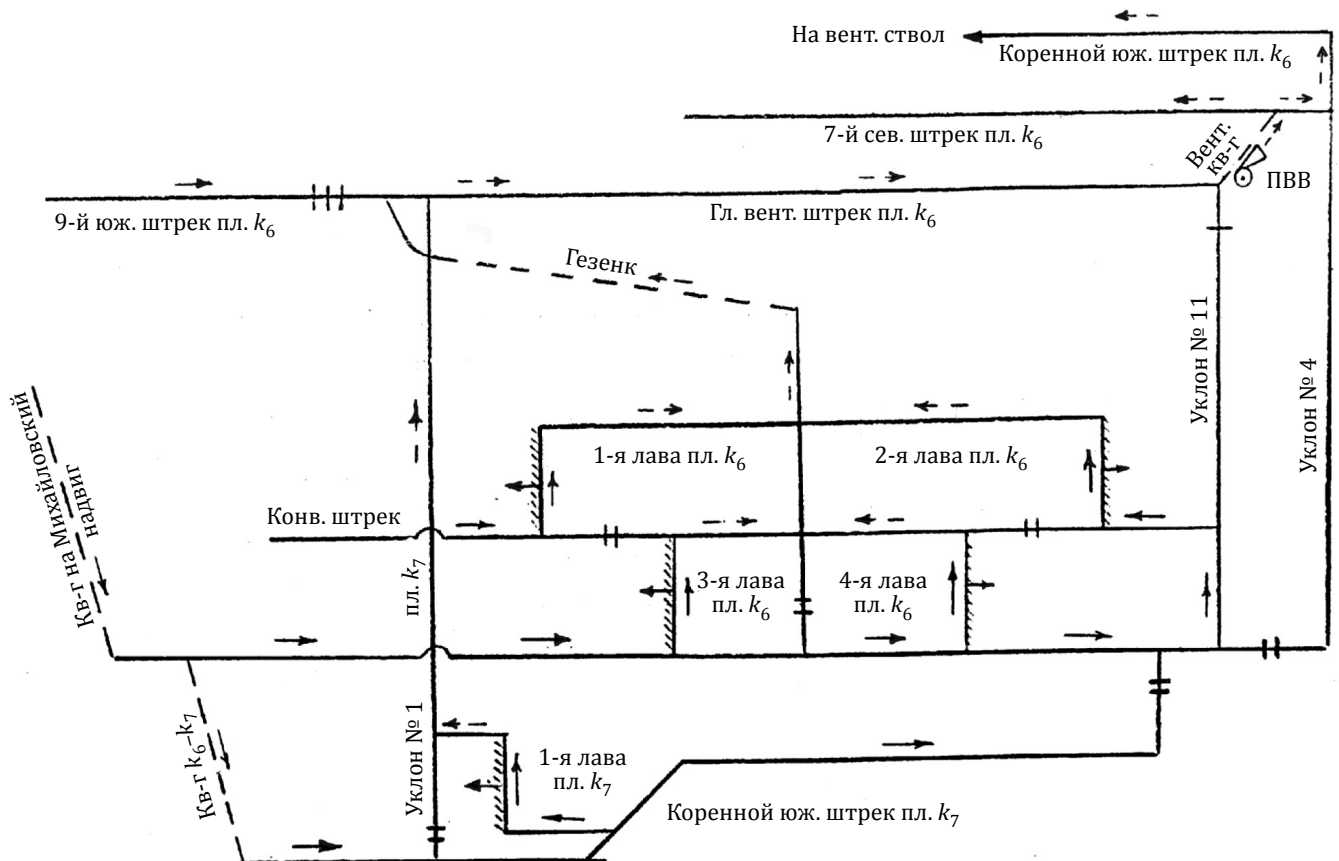 На вент. ствол
Коренной юж. штрек пл. k₆
7-й сев. штрек пл. k₆
Вент.
кв-г
ПВВ
9-й юж. штрек пл. k₆
Гл. вент. штрек пл. k₆
Гезенк
Уклон № 11
Уклон № 4
Кв-г на Михайловский
надвиг
1-я лава пл. k₆
2-я лава пл. k₆
Конв. штрек
пл. k₇
3-я лава
пл. k₆
4-я лава
пл. k₆
Кв-г k₆–k₇
Уклон № 1
1-я лава
пл. k₇
Коренной юж. штрек пл. k₇